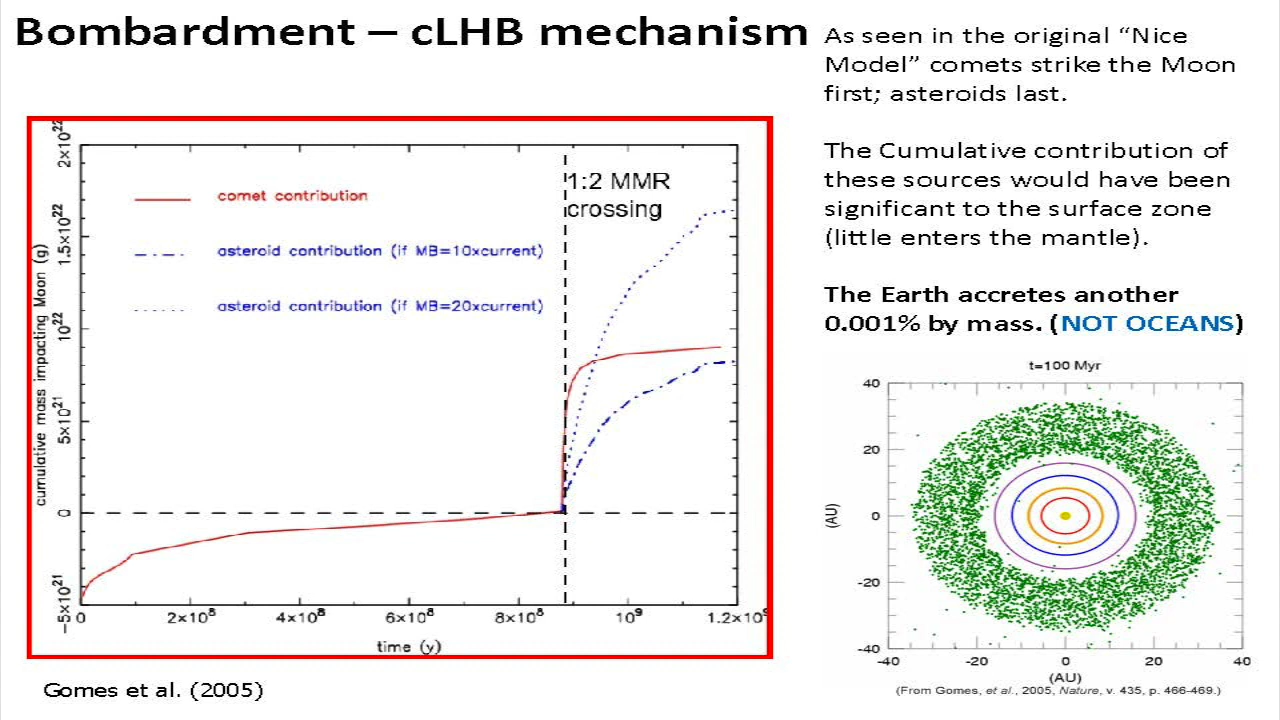 Bombardment – cLHB mechanism
As seen in the original “Nice
Model” comets strike the Moon
first; asteroids last.
The Cumulative contribution of
these sources would have been
significant to the surface zone
(little enters the mantle).
The Earth accretes another
0.001% by mass. (NOT OCEANS)
cumulative mass impacting Moon (g)
2x10²²
1.5x10²²
10²²
5x10²¹
0
−5x10²¹
comet contribution
asteroid contribution (if MB=10xcurrent)
asteroid contribution (if MB=20xcurrent)
1:2 MMR
crossing
0 2x10⁸ 4x10⁸ 6x10⁸ 8x10⁸ 10⁹ 1.2x10⁹
time (y)
Gomes et al. (2005)
t=100 Myr
(AU)
40
20
0
-20
-40
-40 -20 0 20 40
(AU)
(From Gomes, et al., 2005, Nature, v. 435, p. 466-469.)